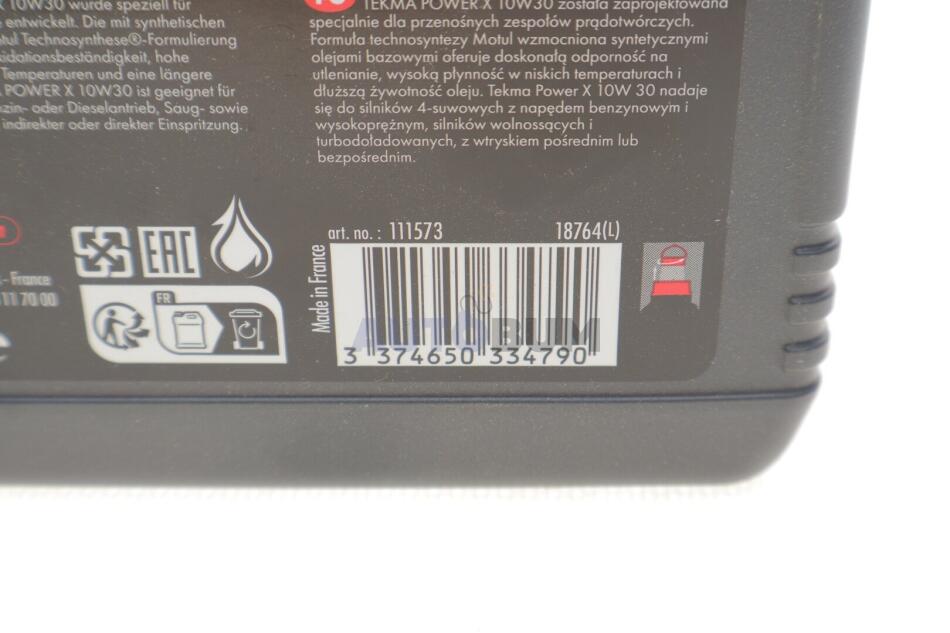 X 10W30 wurde speziell für
entwickelt. Die mit synthetischen
otul Technosynthese®-Formulierung
xidationsbeständigkeit, hohe
Temperaturen und eine längere
POWER X 10W30 ist geeignet für
nzin- oder Dieselantrieb, Saug- sowie
indirekter oder direkter Einspritzung.
TEKMA POWER X 10W30 została zaprojektowana
specjalnie dla przenośnych zespołów prądotwórczych.
Formuła technosyntezy Motul wzmocniona syntetycznymi
olejami bazowymi oferuje doskonałą odporność na
utlenianie, wysoką płynność w niskich temperaturach i
dłuższą żywotność oleju. Tekma Power X 10W 30 nadaje
się do silników 4-suwowych z napędem benzynowym i
wysokoprężnym, silników wolnossących i
turbodoładowanych, z wtryskiem pośrednim lub
bezpośrednim.
- France
11 70 00
EAC
FR
art. no. : 111573 18764(L)
Made in France
AUTOBUM
3 374650 334790